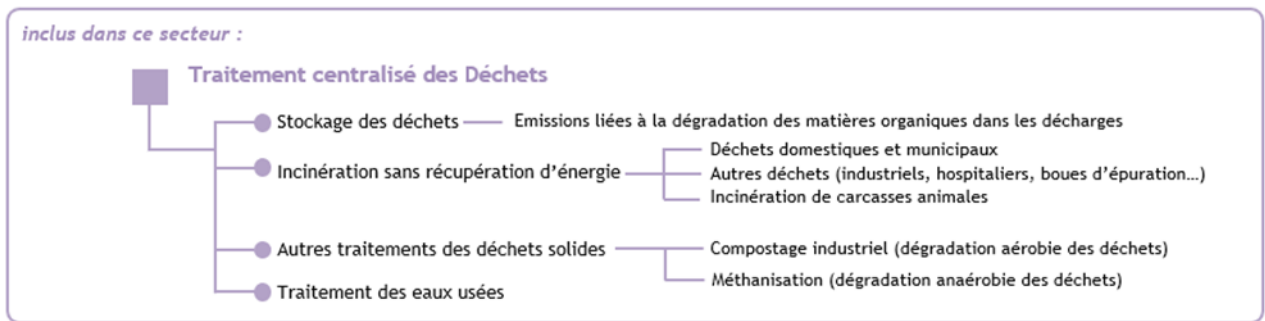 inclus dans ce secteur :
Traitement centralisé des Déchets
Stockage des déchets
Emissions liées à la dégradation des matières organiques dans les décharges
Incinération sans récupération d’énergie
Déchets domestiques et municipaux
Autres déchets (industriels, hospitaliers, boues d’épuration…)
Incinération de carcasses animales
Autres traitements des déchets solides
Compostage industriel (dégradation aérobie des déchets)
Méthanisation (dégradation anaérobie des déchets)
Traitement des eaux usées